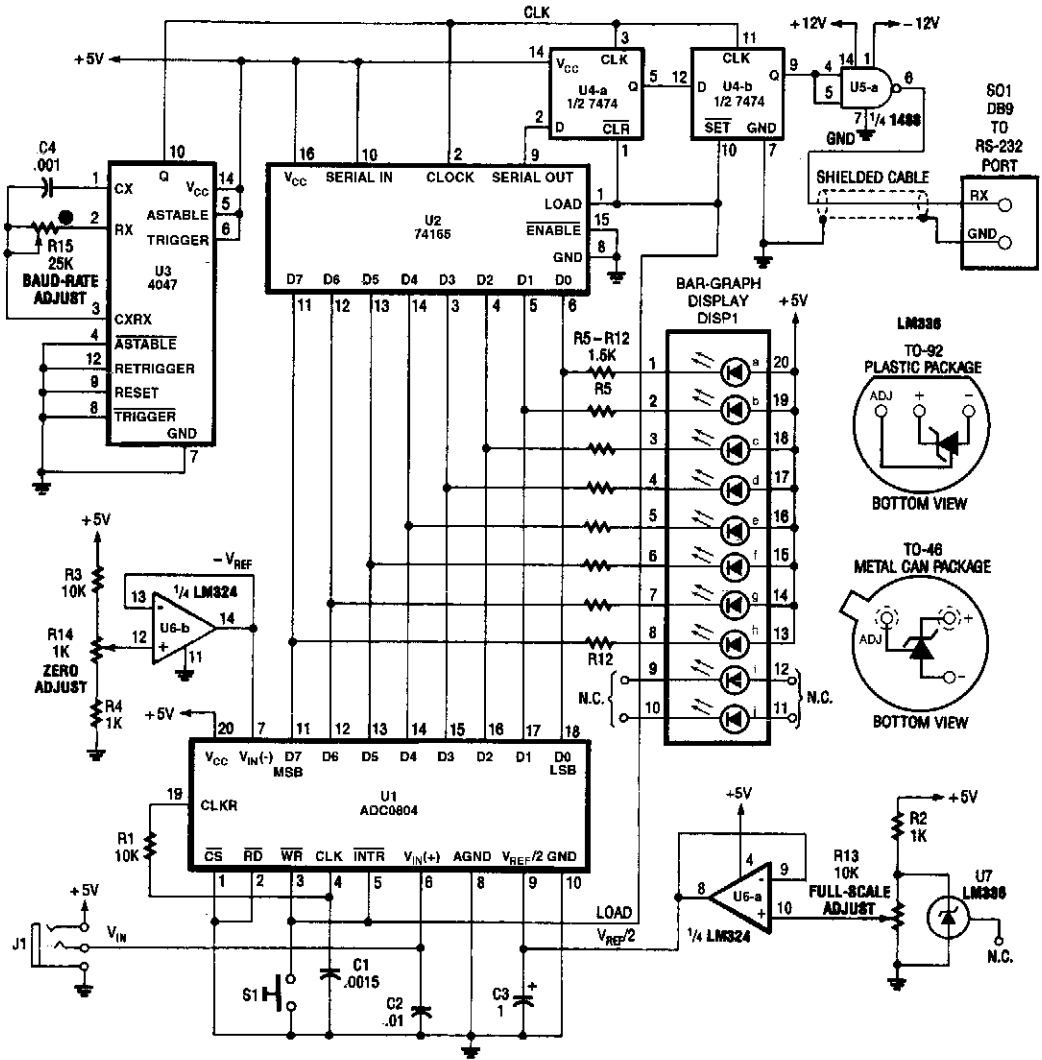 CLK
+5V
14
VCC
3
CLK
U4-a
1/2 7474
Q
D
CLR
2
1
5
12
11
CLK
D
U4-b
1/2 7474
Q
SET
GND
10
7
9
+12V
-12V
14
1
4
5
U5-a
6
7
1/4 1488
GND
SO1
DB9
TO
RS-232
PORT
RX
GND
SHIELDED CABLE
C4
.001
10
Q
1
CX
VCC
14
ASTABLE
5
TRIGGER
6
2
RX
R15
25K
BAUD-RATE
ADJUST
U3
4047
3
CXRX
4
ASTABLE
12
RETRIGGER
9
RESET
8
TRIGGER
GND
7
16
10
2
9
VCC
SERIAL IN
CLOCK
SERIAL OUT
U2
74165
LOAD
1
ENABLE
15
GND
8
D7
D6
D5
D4
D3
D2
D1
D0
11
12
13
14
3
4
5
6
BAR-GRAPH
DISPLAY
DISP1
+5V
R5-R12
1.5K
R5
R12
1
a
20
2
b
19
3
c
18
4
d
17
5
e
16
6
f
15
7
g
14
8
h
13
9
i
12
10
j
11
N.C.
N.C.
LM336
TO-92
PLASTIC PACKAGE
ADJ
+
-
BOTTOM VIEW
TO-46
METAL CAN PACKAGE
ADJ
+
-
BOTTOM VIEW
+5V
R3
10K
R14
1K
ZERO
ADJUST
R4
1K
-VREF
1/4 LM324
13
-
U6-b
12
+
14
11
+5V
20
7
11
12
13
14
15
16
17
18
VCC
VIN(-)
D7
MSB
D6
D5
D4
D3
D2
D1
D0
LSB
U1
ADC0804
19
CLKR
R1
10K
CS
RD
WR
CLK
INTR
VIN(+)
AGND
VREF/2
GND
1
2
3
4
5
6
8
9
10
LOAD
VREF/2
+5V
J1
VIN
S1
C1
.0015
C2
.01
C3
1
+
+5V
4
8
U6-a
-
9
+
10
1/4 LM324
R13
10K
FULL-SCALE
ADJUST
+5V
R2
1K
U7
LM336
N.C.